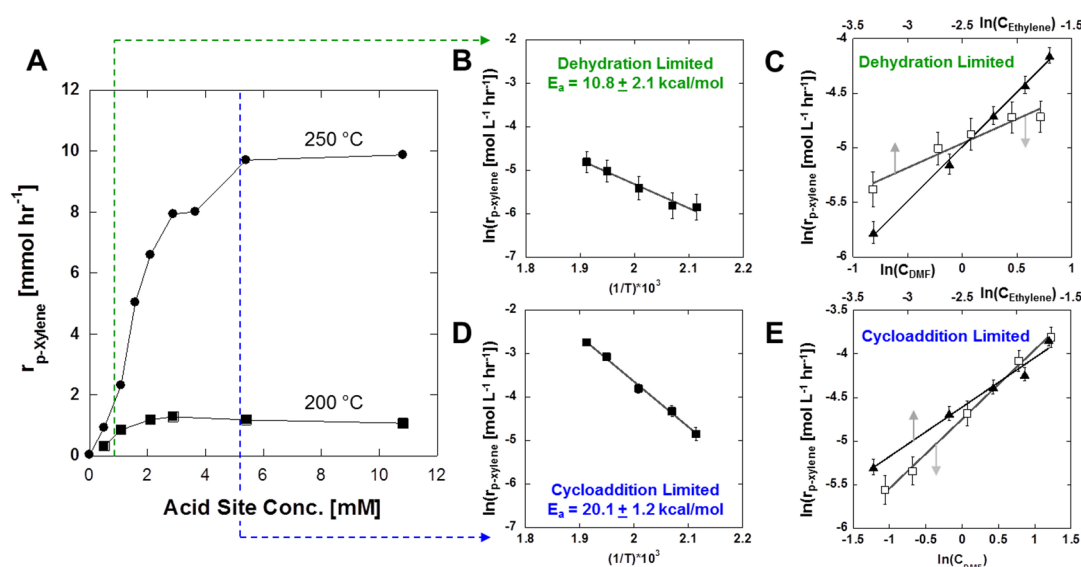 A
r p-Xylene [mmol hr-1]
12
10
8
6
4
2
0
250 °C
200 °C
0 2 4 6 8 10 12
Acid Site Conc. [mM]
B
Dehydration Limited
Ea = 10.8 ± 2.1 kcal/mol
ln(rp-xylene [mol L-1 hr-1])
-2
-3
-4
-5
-6
-7
1.8 1.9 2 2.1 2.2
(1/T)*10^3
C
-3.5 -3 -2.5 ln(CEthylene) -1.5
Dehydration Limited
ln(rp-xylene [mol L-1 hr-1])
-4
-4.5
-5
-5.5
-6
-1 ln(CDMF) 0 0.5 1
D
ln(rp-xylene [mol L-1 hr-1])
-2
-3
-4
-5
-6
-7
Cycloaddition Limited
Ea = 20.1 ± 1.2 kcal/mol
1.8 1.9 2 2.1 2.2
(1/T)*10^3
E
-3.5 -3 -2.5 ln(CEthylene) -1.5
Cycloaddition Limited
ln(rp-xylene [mol L-1 hr-1])
-3.5
-4
-4.5
-5
-5.5
-6
-1.5 -1 -0.5 0 0.5 1 1.5
ln(CDMF)